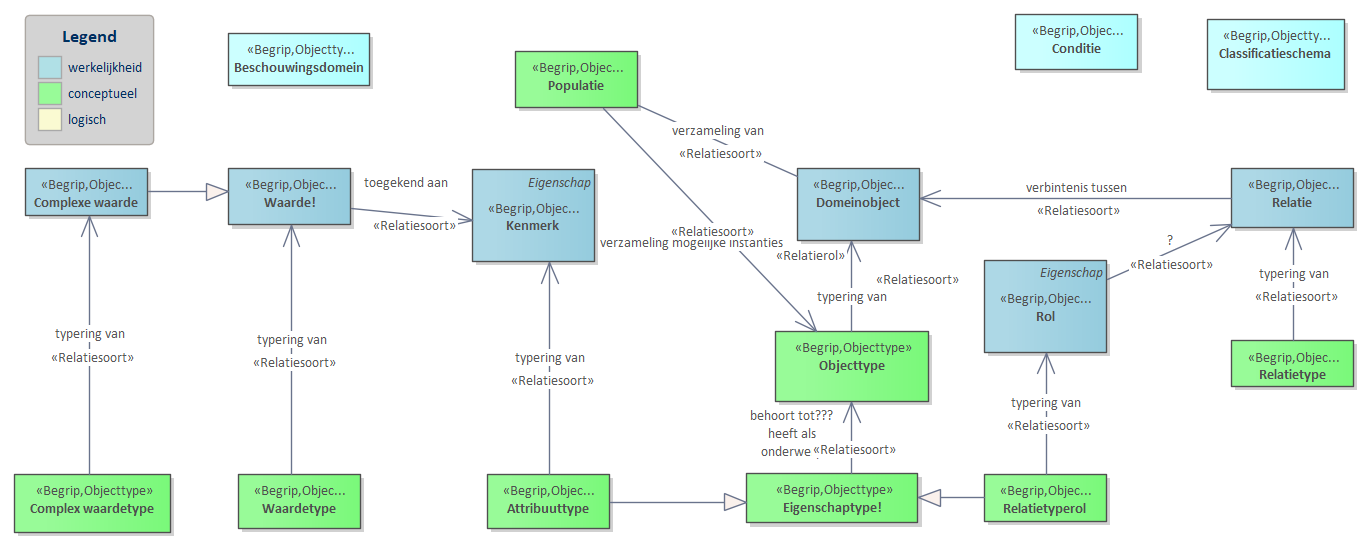 Legend
werkelijkheid
conceptueel
logisch
«Begrip,Objectty...
Beschouwingsdomein
«Begrip,Objec...
Populatie
«Begrip,Objec...
Conditie
«Begrip,Objectty...
Classificatieschema
verzameling van
«Relatiesoort»
«Begrip,Objec...
Complexe waarde
«Begrip,Objec...
Waarde!
toegekend aan
«Relatiesoort»
Eigenschap
«Begrip,Objec...
Kenmerk
«Begrip,Objec...
Domeinobject
verbintenis tussen
«Relatiesoort»
«Begrip,Objec...
Relatie
«Relatiesoort»
verzameling mogelijke instanties
«Relatierol»
«Relatiesoort»
typering van
?
«Relatiesoort»
Eigenschap
«Begrip,Objec...
Rol
typering van
«Relatiesoort»
typering van
«Relatiesoort»
typering van
«Relatiesoort»
typering van
«Relatiesoort»
«Begrip,Objecttype»
Objecttype
«Begrip,Objec...
Relatietype
behoort tot???
heeft als
onderwe
«Relatiesoort»
typering van
«Relatiesoort»
«Begrip,Objecttype»
Complex waardetype
«Begrip,Objec...
Waardetype
«Begrip,Objec...
Attribuuttype
«Begrip,Objecttype»
Eigenschaptype!
«Begrip,Objec...
Relatietyperol